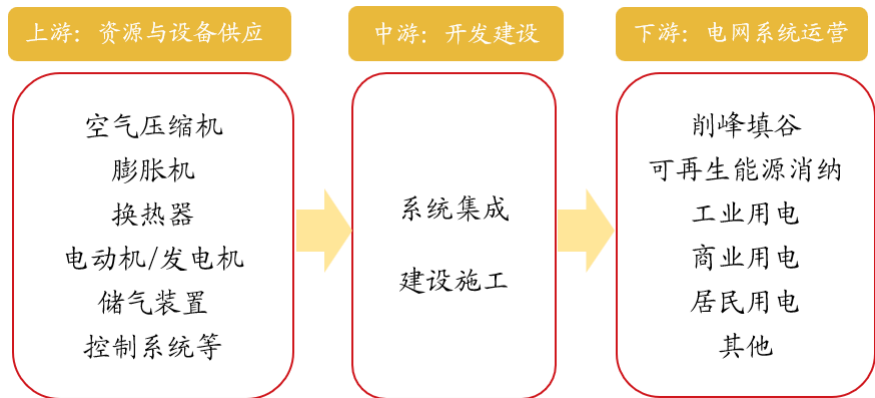 上游：资源与设备供应
空气压缩机
膨胀机
换热器
电动机/发电机
储气装置
控制系统等
中游：开发建设
系统集成
建设施工
下游：电网系统运营
削峰填谷
可再生能源消纳
工业用电
商业用电
居民用电
其他